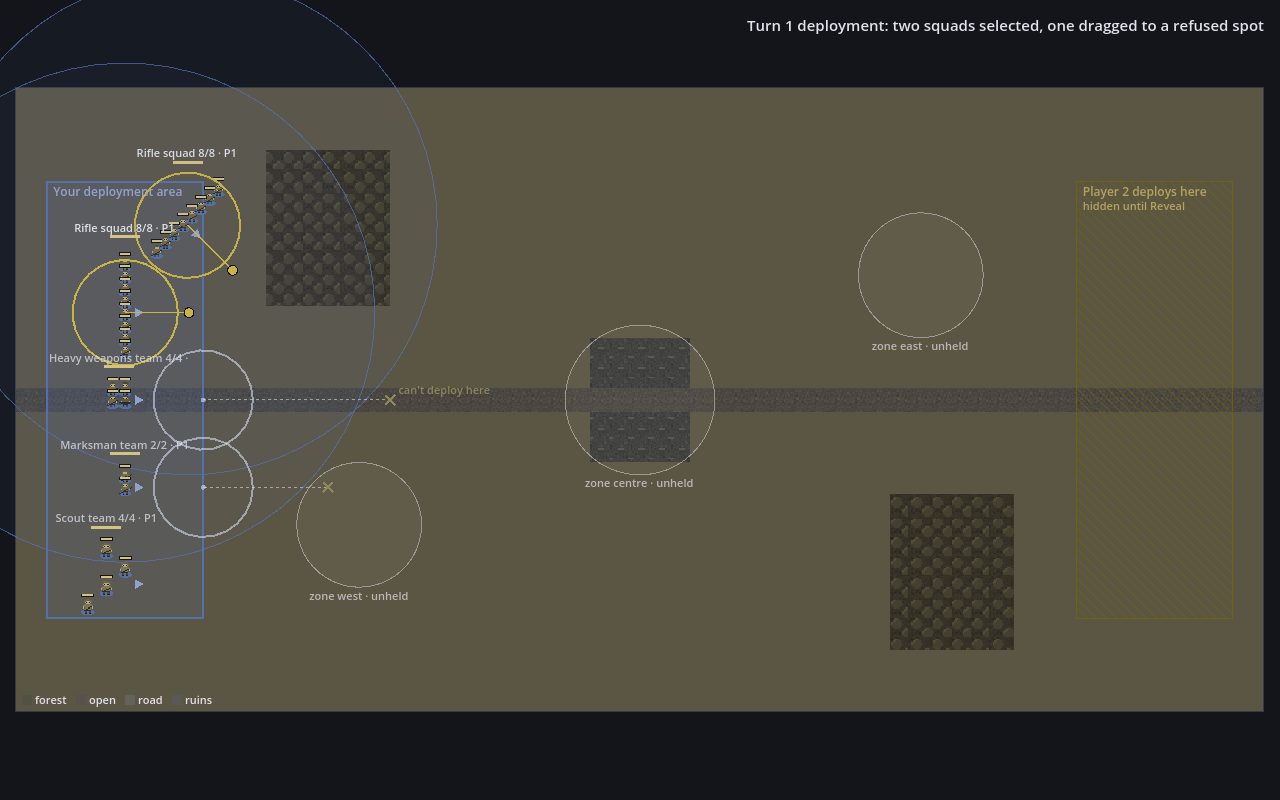 Turn 1 deployment: two squads selected, one dragged to a refused spot
Rifle squad 8/8 · P1
Your deployment area
Player 2 deploys here
hidden until Reveal
Rifle squad 8/8 · P1
zone east · unheld
Heavy weapons team 4/4 ·
can't deploy here
Marksman team 2/2 · P1
zone centre · unheld
Scout team 4/4 · P1
zone west · unheld
forest open road ruins